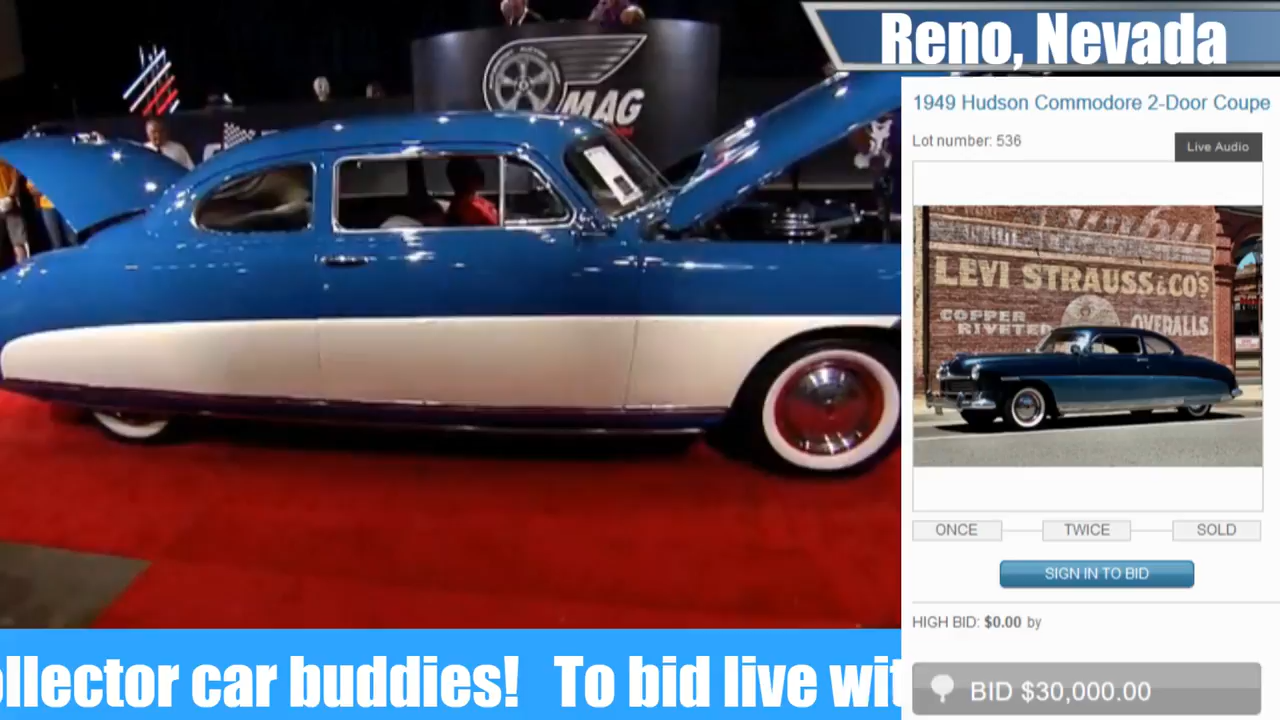 Reno, Nevada
1949 Hudson Commodore 2-Door Coupe
Lot number: 536
Live Audio
MAG
LEVI STRAUSS & CO'S
COPPER
RIVETED
OVERALLS
ONCE
TWICE
SOLD
SIGN IN TO BID
HIGH BID: $0.00 by
BID $30,000.00
ollector car buddies! To bid live wit